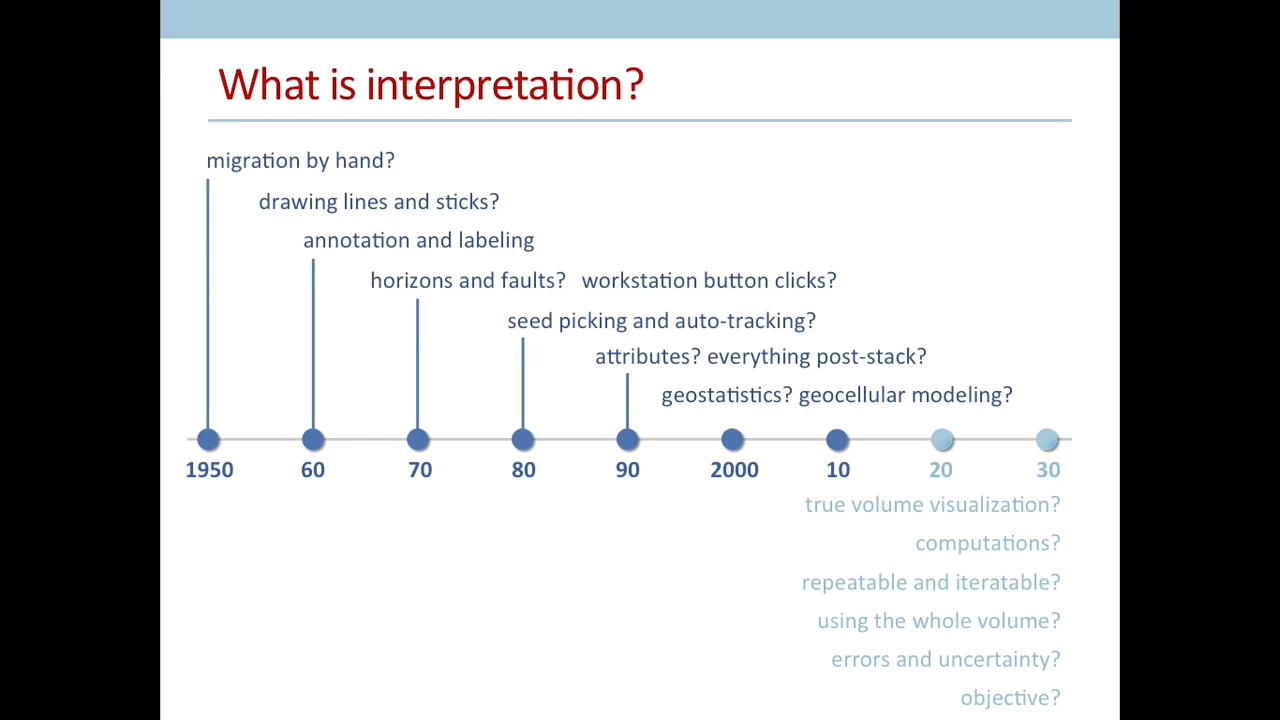 What is interpretation?
migration by hand?
drawing lines and sticks?
annotation and labeling
horizons and faults? workstation button clicks?
seed picking and auto-tracking?
attributes? everything post-stack?
geostatistics? geocellular modeling?
1950 60 70 80 90 2000 10 20 30
true volume visualization?
computations?
repeatable and iteratable?
using the whole volume?
errors and uncertainty?
objective?